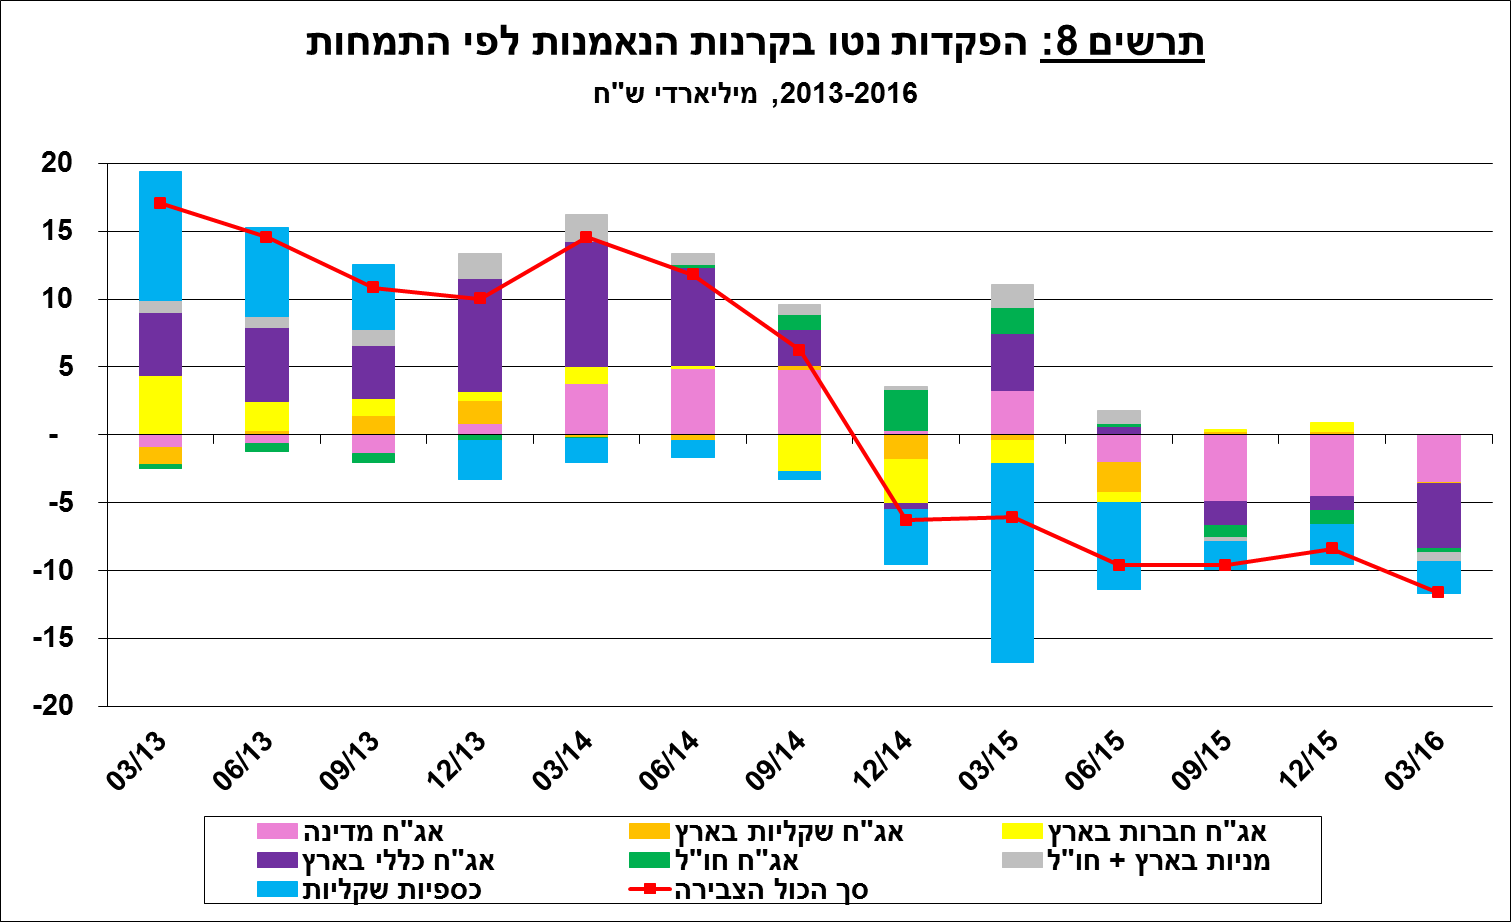 תרשים 8: הפקדות נטו בקרנות הנאמנות לפי התמחות
2013-2016, מיליארדי ש"ח
20
15
10
5
-
-5
-10
-15
-20
03/13 06/13 09/13 12/13 03/14 06/14 09/14 12/14 03/15 06/15 09/15 12/15 03/16
אג"ח מדינה אג"ח שקליות בארץ אג"ח חברות בארץ
אג"ח כללי בארץ אג"ח חו"ל מניות בארץ + חו"ל
כספיות שקליות סך הכול הצבירה